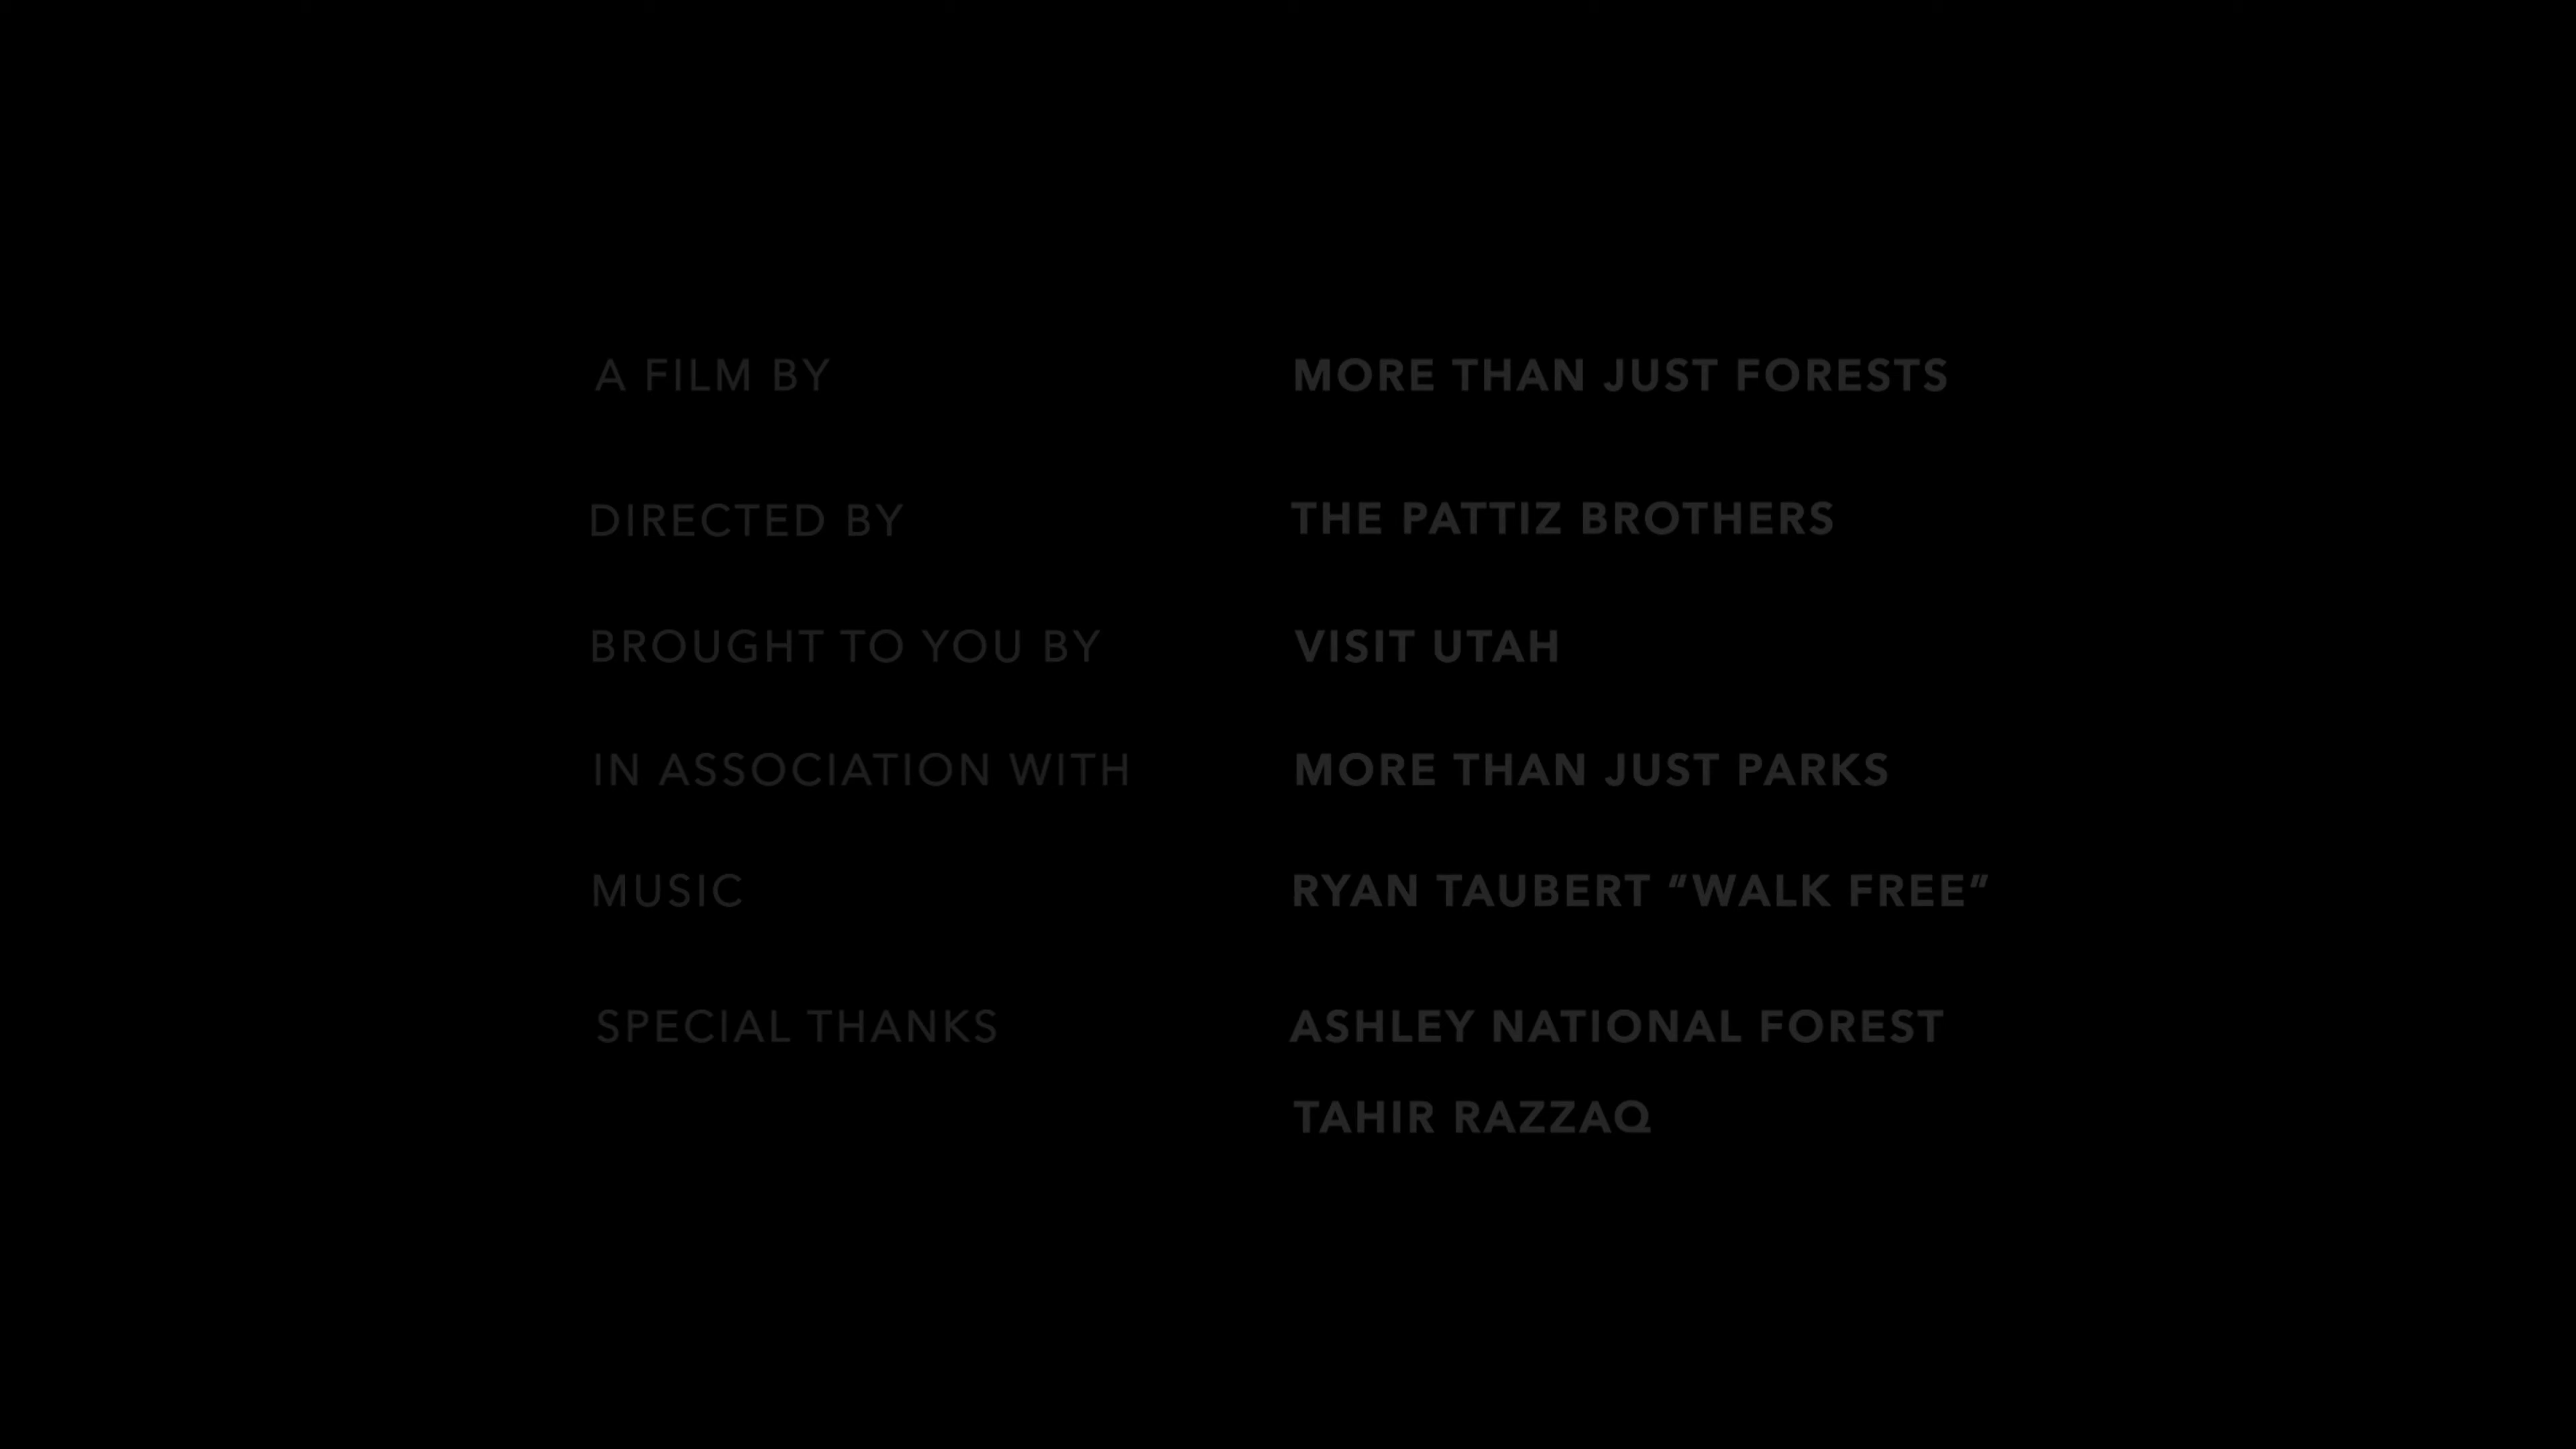 A FILM BY MORE THAN JUST FORESTS
DIRECTED BY THE PATTIZ BROTHERS
BROUGHT TO YOU BY VISIT UTAH
IN ASSOCIATION WITH MORE THAN JUST PARKS
MUSIC RYAN TAUBERT “WALK FREE”
SPECIAL THANKS ASHLEY NATIONAL FOREST
TAHIR RAZZAQ